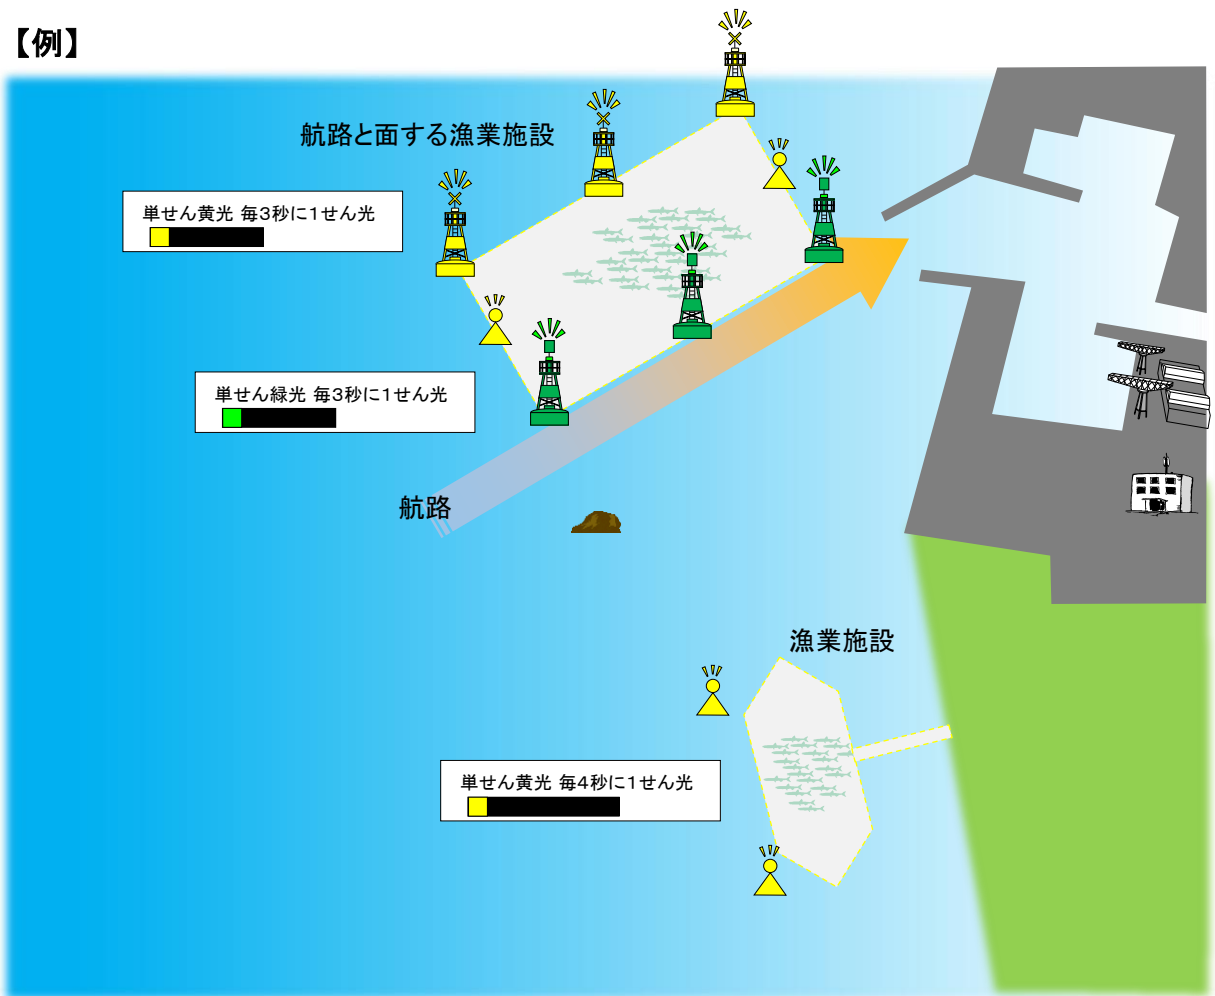 【例】
航路と面する漁業施設
単せん黄光 毎3秒に1せん光
単せん緑光 毎3秒に1せん光
航路
漁業施設
単せん黄光 毎4秒に1せん光